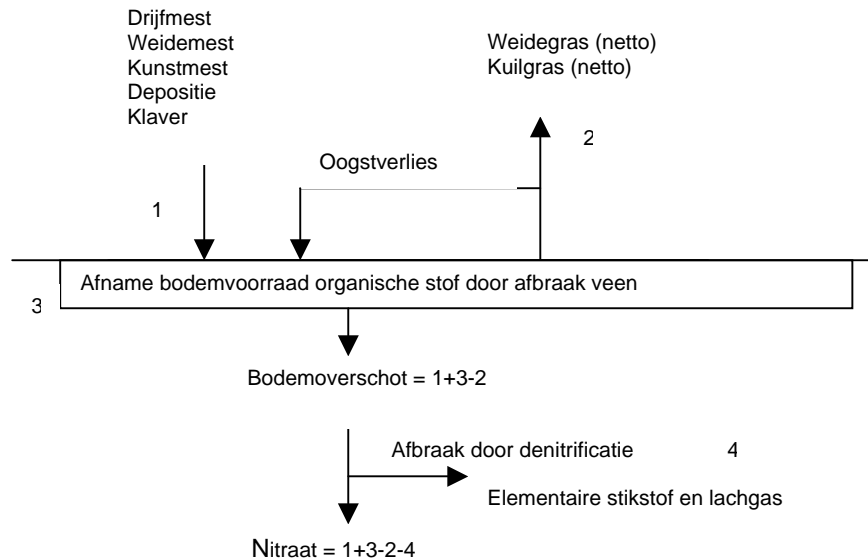 Drijfmest
Weidemest
Kunstmest
Depositie
Klaver
Weidegras (netto)
Kuilgras (netto)
2
Oogstverlies
1
Afname bodemvoorraad organische stof door afbraak veen
3
Bodemoverschot = 1+3-2
Afbraak door denitrificatie 4
Elementaire stikstof en lachgas
Nitraat = 1+3-2-4